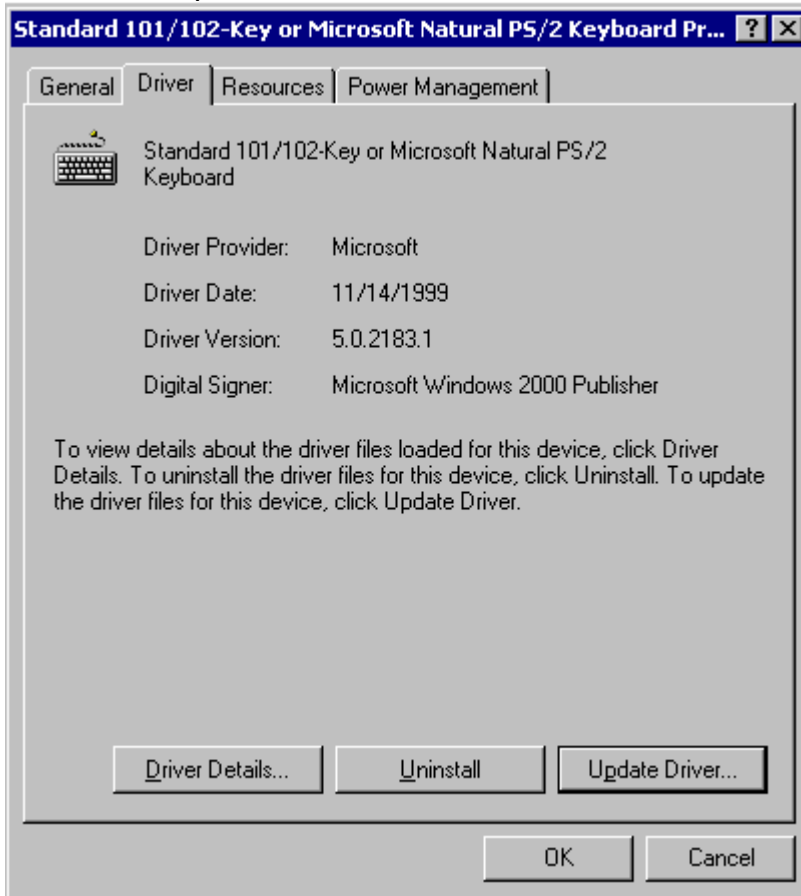 Standard 101/102-Key or Microsoft Natural PS/2 Keyboard Pr...
General Driver Resources Power Management
Standard 101/102-Key or Microsoft Natural PS/2
Keyboard
Driver Provider: Microsoft
Driver Date: 11/14/1999
Driver Version: 5.0.2183.1
Digital Signer: Microsoft Windows 2000 Publisher
To view details about the driver files loaded for this device, click Driver
Details. To uninstall the driver files for this device, click Uninstall. To update
the driver files for this device, click Update Driver.
Driver Details... Uninstall Update Driver...
OK Cancel